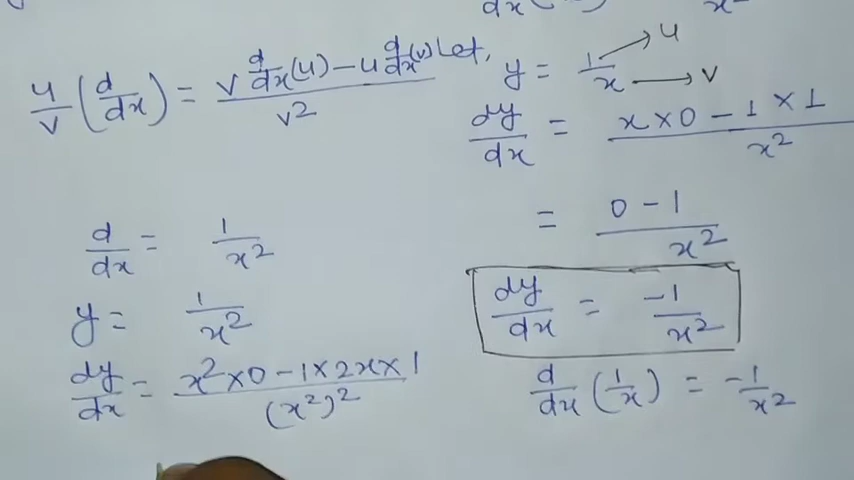 u/v (d/dx) = (v d/dx(u) - u d/dx(v)) / v²
d/dx = 1/x²
y = 1/x²
dy/dx = (x² × 0 - 1 × 2x × 1) / (x²)²
Let,
y = 1/x → u → v
dy/dx = (x × 0 - 1 × 1) / x²
= (0 - 1) / x²
dy/dx = -1/x²
d/dx (1/x) = -1/x²